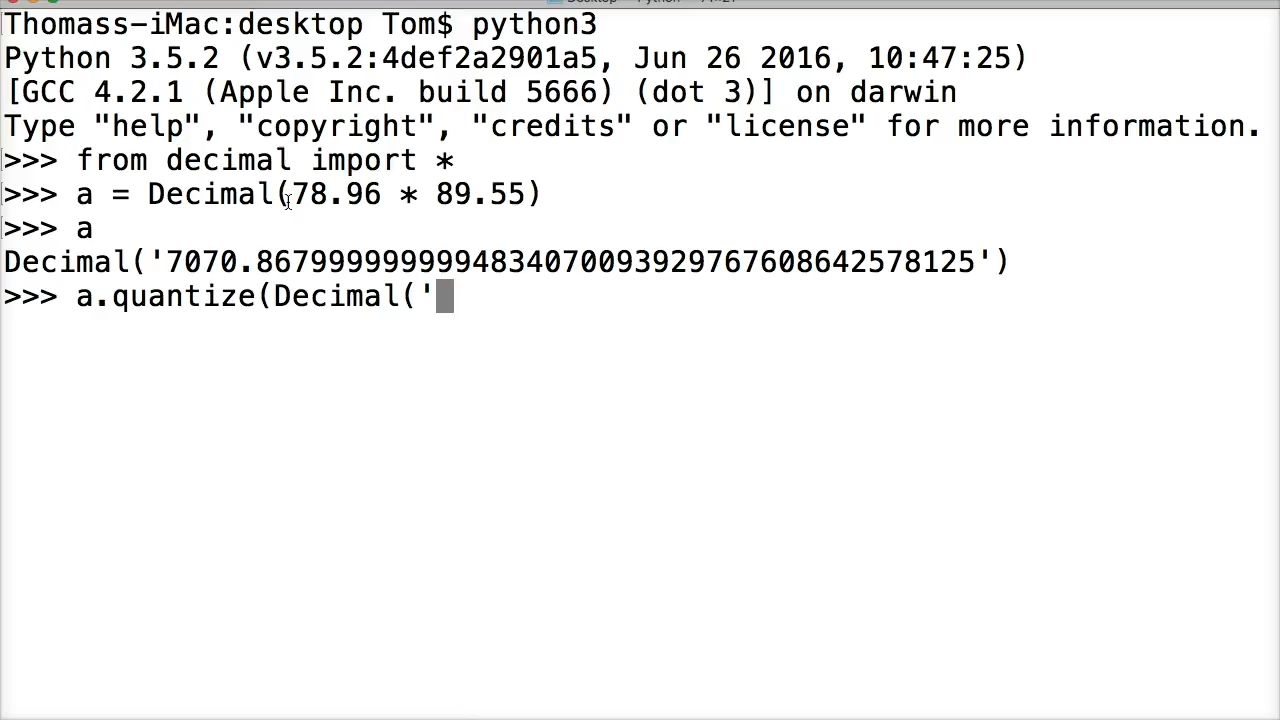 Thomass-iMac:desktop Tom$ python3
Python 3.5.2 (v3.5.2:4def2a2901a5, Jun 26 2016, 10:47:25)
[GCC 4.2.1 (Apple Inc. build 5666) (dot 3)] on darwin
Type "help", "copyright", "credits" or "license" for more information.
>>> from decimal import *
>>> a = Decimal(78.96 * 89.55)
>>> a
Decimal('7070.8679999999994834070093929767608642578125')
>>> a.quantize(Decimal('